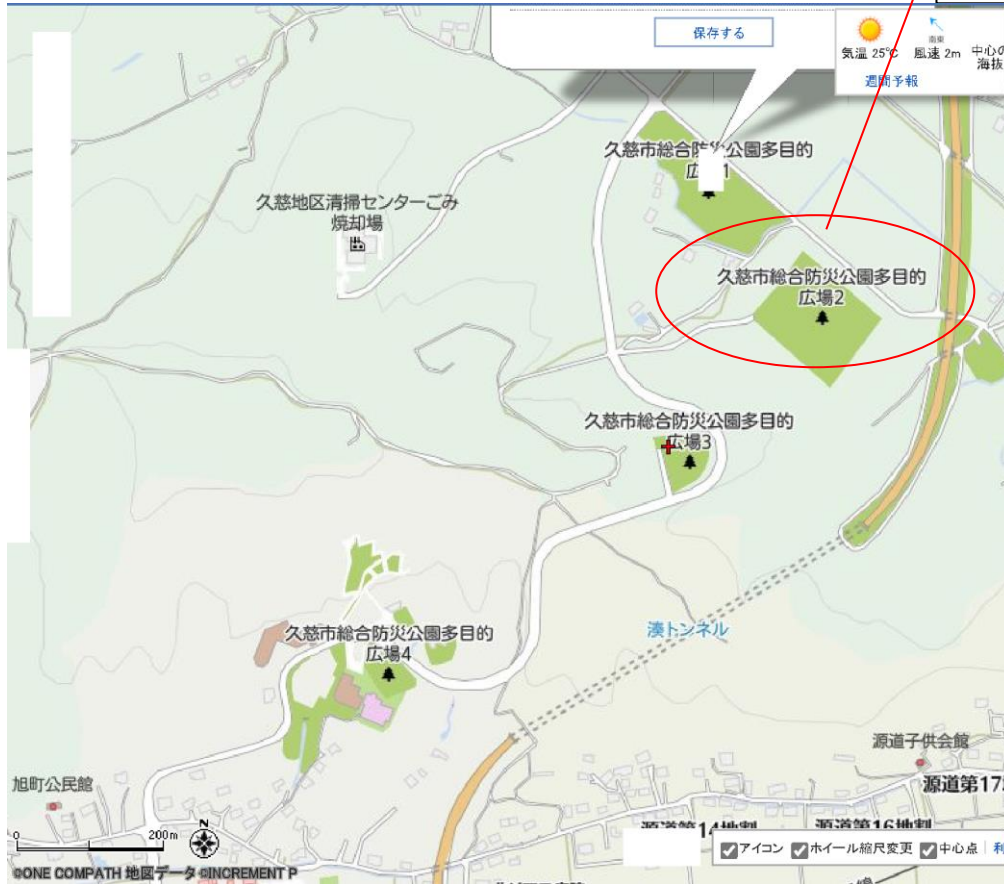 保存する
南東
気温 25℃ 風速 2m 中心の
海抜
週間予報
久慈市総合防災公園多目的
広場1
久慈地区清掃センターごみ
焼却場
久慈市総合防災公園多目的
広場2
久慈市総合防災公園多目的
広場3
久慈市総合防災公園多目的
広場4
湊トンネル
源道子供会館
旭町公民館
源道第17
0 200m
N
源道第14地割 源道第16地割
アイコン ホイール縮尺変更 中心点 利
©ONE COMPATH 地図データ ©INCREMENT P